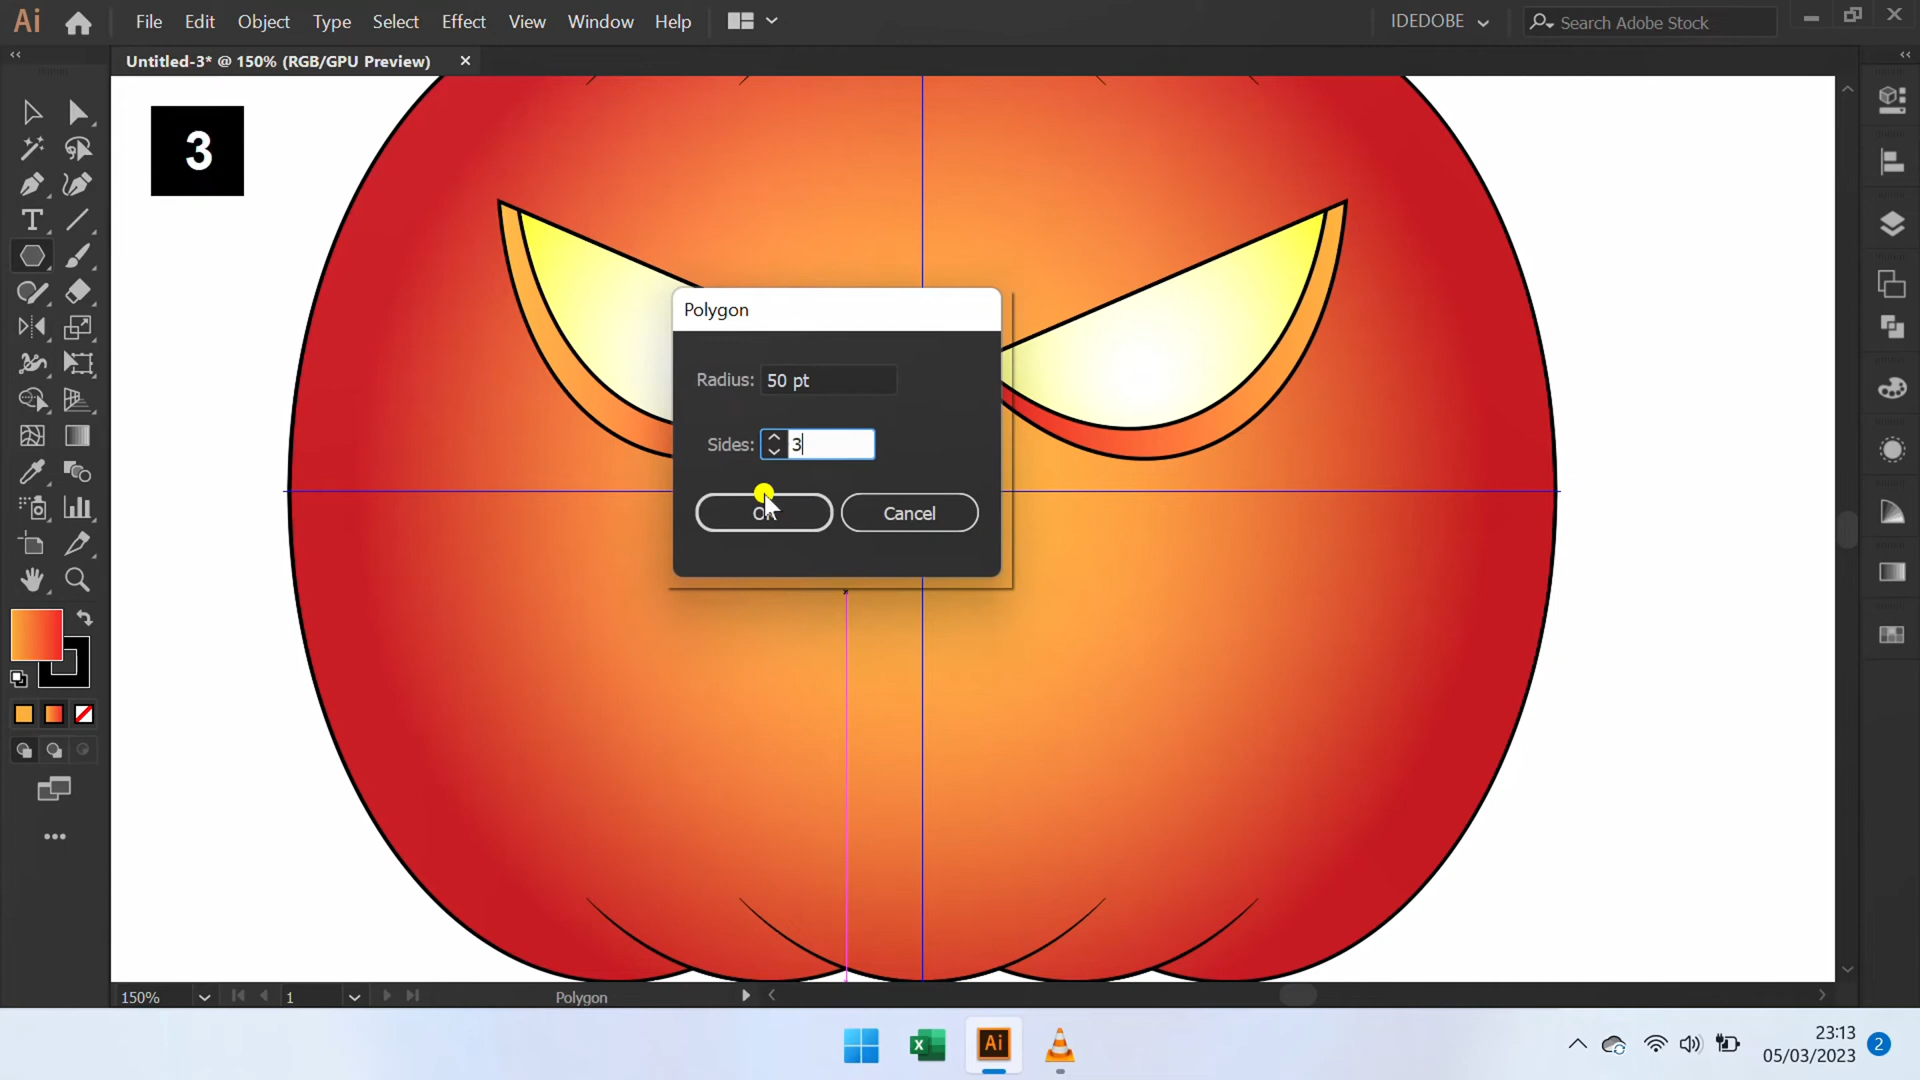 Ai File Edit Object Type Select Effect View Window Help IDEDOBE Search Adobe Stock
Untitled-3* @ 150% (RGB/GPU Preview)
3
T
Polygon
Radius: 50 pt
Sides: 3
Cancel
150% 1 Polygon
Ai
23:13
05/03/2023 2